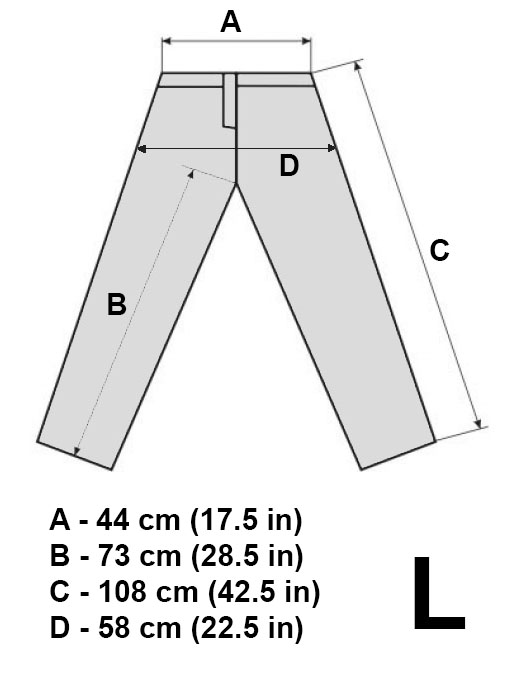 A
D
C
B
A - 44 cm (17.5 in)
B - 73 cm (28.5 in)
C - 108 cm (42.5 in)
D - 58 cm (22.5 in)
L